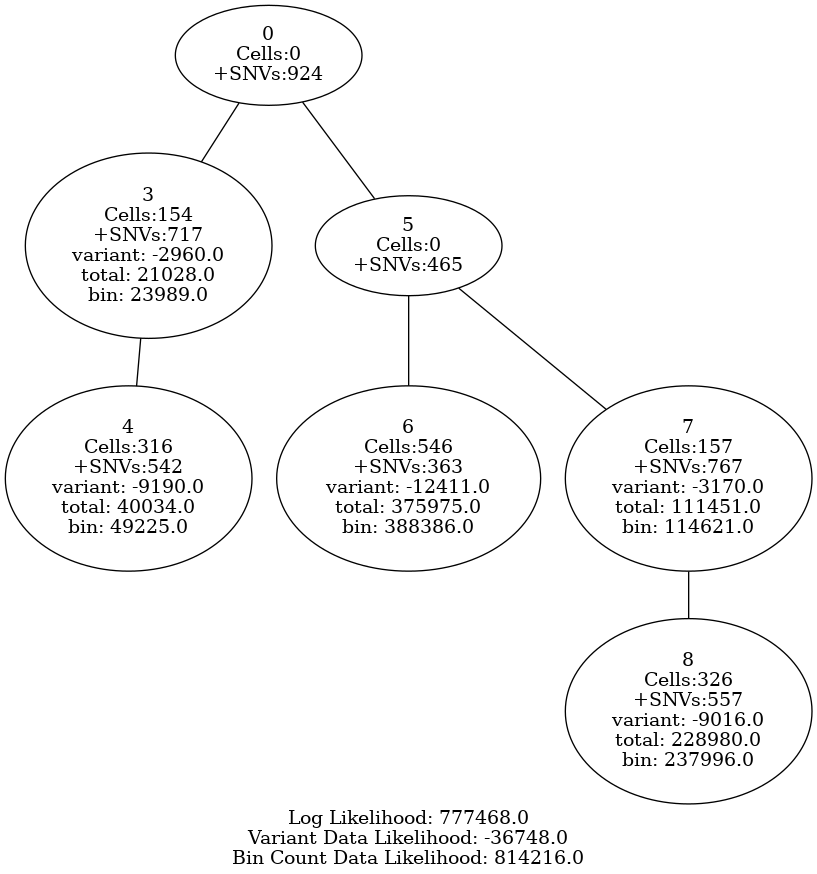 0
Cells:0
+SNVs:924
3
Cells:154
+SNVs:717
variant: -2960.0
total: 21028.0
bin: 23989.0
5
Cells:0
+SNVs:465
4
Cells:316
+SNVs:542
variant: -9190.0
total: 40034.0
bin: 49225.0
6
Cells:546
+SNVs:363
variant: -12411.0
total: 375975.0
bin: 388386.0
7
Cells:157
+SNVs:767
variant: -3170.0
total: 111451.0
bin: 114621.0
8
Cells:326
+SNVs:557
variant: -9016.0
total: 228980.0
bin: 237996.0
Log Likelihood: 777468.0
Variant Data Likelihood: -36748.0
Bin Count Data Likelihood: 814216.0